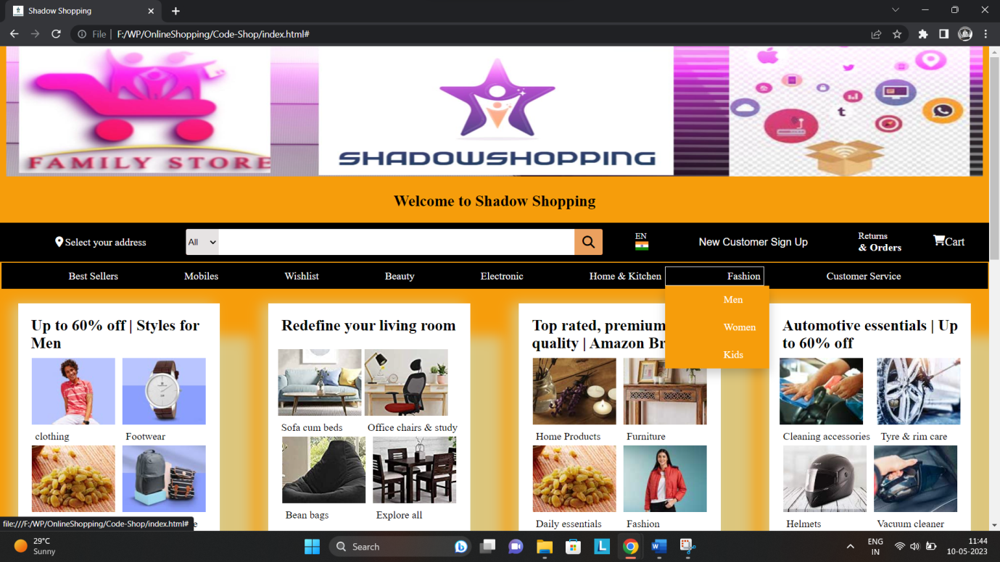 Shadow Shopping
File
F:/WP/OnlineShopping/Code-Shop/index.html#
FAMILY STORE
SHADOWSHOPPING
Welcome to Shadow Shopping
Select your address
All
EN
New Customer Sign Up
Returns
& Orders
Cart
Best Sellers
Mobiles
Wishlist
Beauty
Electronic
Home & Kitchen
Fashion
Customer Service
Men
Women
Kids
Up to 60% off | Styles for
Men
clothing
Footwear
Redefine your living room
Sofa cum beds
Office chairs & study
Bean bags
Explore all
Top rated, premium
quality | Amazon Br
Home Products
Furniture
Daily essentials
Fashion
Automotive essentials | Up
to 60% off
Cleaning accessories
Tyre & rim care
Helmets
Vacuum cleaner
file:///F:/WP/OnlineShopping/Code-Shop/index.html#
29°C
Sunny
Search
ENG
IN
11:44
10-05-2023